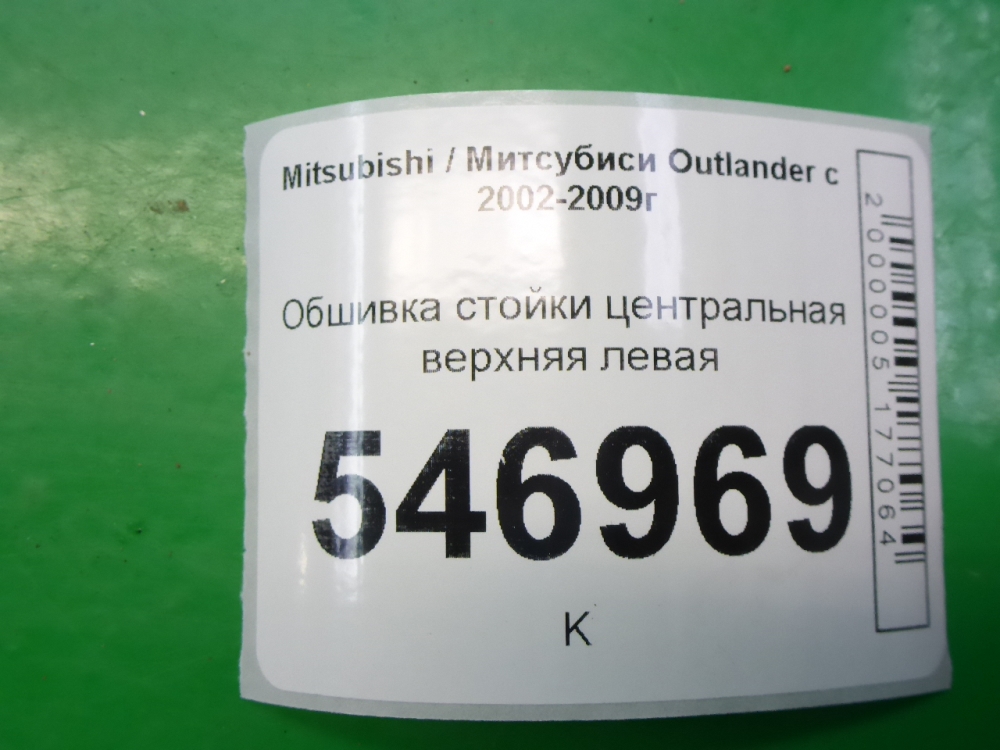 Mitsubishi / Митсубиси Outlander с
2002-2009г
Обшивка стойки центральная
верхняя левая
546969
К
2000005177064